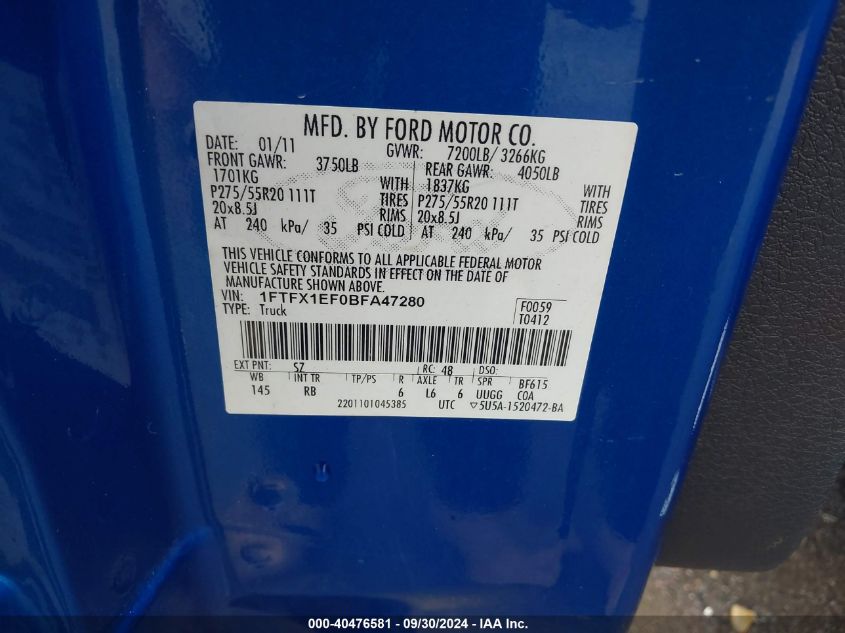 MFD. BY FORD MOTOR CO.
DATE: 01/11 GVWR: 7200LB/ 3266KG
FRONT GAWR: 3750LB REAR GAWR: 4050LB
1701KG WITH 1837KG WITH
P275/55R20 111T TIRES P275/55R20 111T TIRES
20x8.5J RIMS 20x8.5J RIMS
AT 240 kPa/ 35 PSI COLD AT 240 kPa/ 35 PSI COLD
THIS VEHICLE CONFORMS TO ALL APPLICABLE FEDERAL MOTOR
VEHICLE SAFETY STANDARDS IN EFFECT ON THE DATE OF
MANUFACTURE SHOWN ABOVE.
VIN: 1FTFX1EF0BFA47280 F0059
TYPE: Truck T0412
EXT PNT: SZ RC: 48 DSO:
WB INT TR TP/PS R AXLE TR SPR BF615
145 RB 6 L6 6 UUGG COA
2201101045385 UTC ▽5U5A-1520472-BA
000-40476581 - 09/30/2024 - IAA Inc.